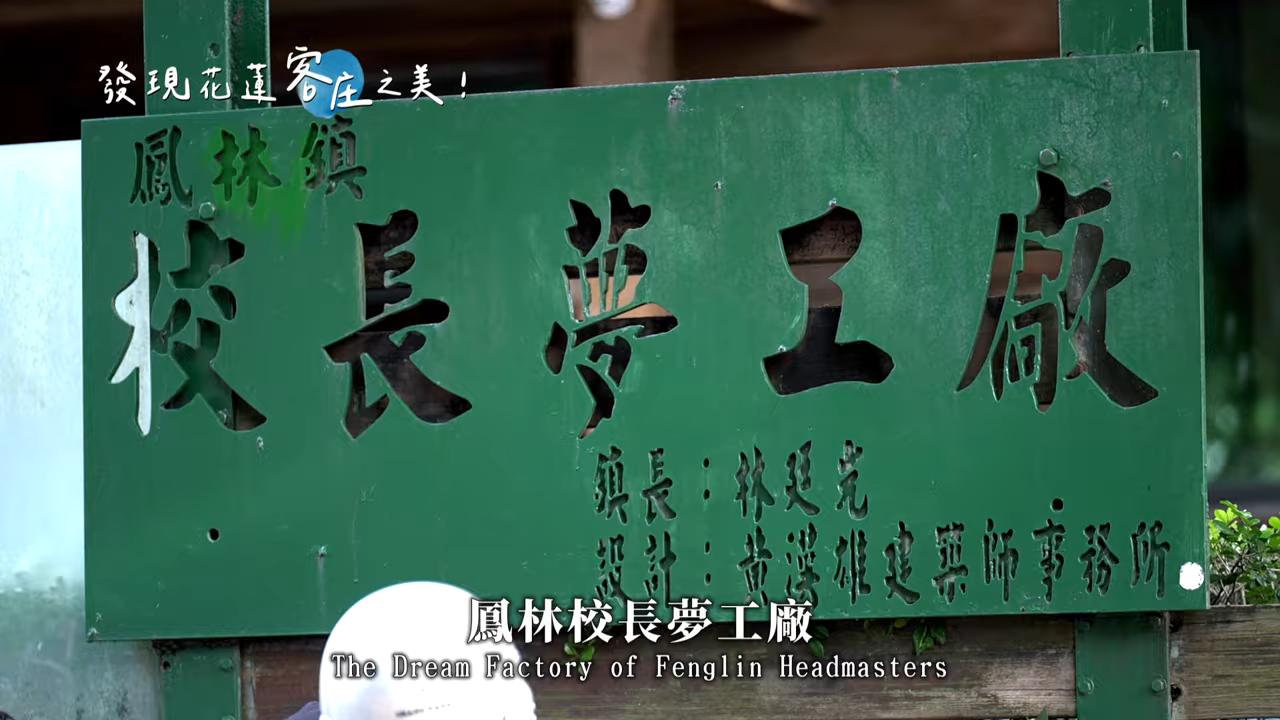 發現花蓮客庄之美！
鳳林鎮
校長夢工廠
鎮長：林廷光
設計：黃漢雄建築師事務所
鳳林校長夢工廠
The Dream Factory of Fenglin Headmasters